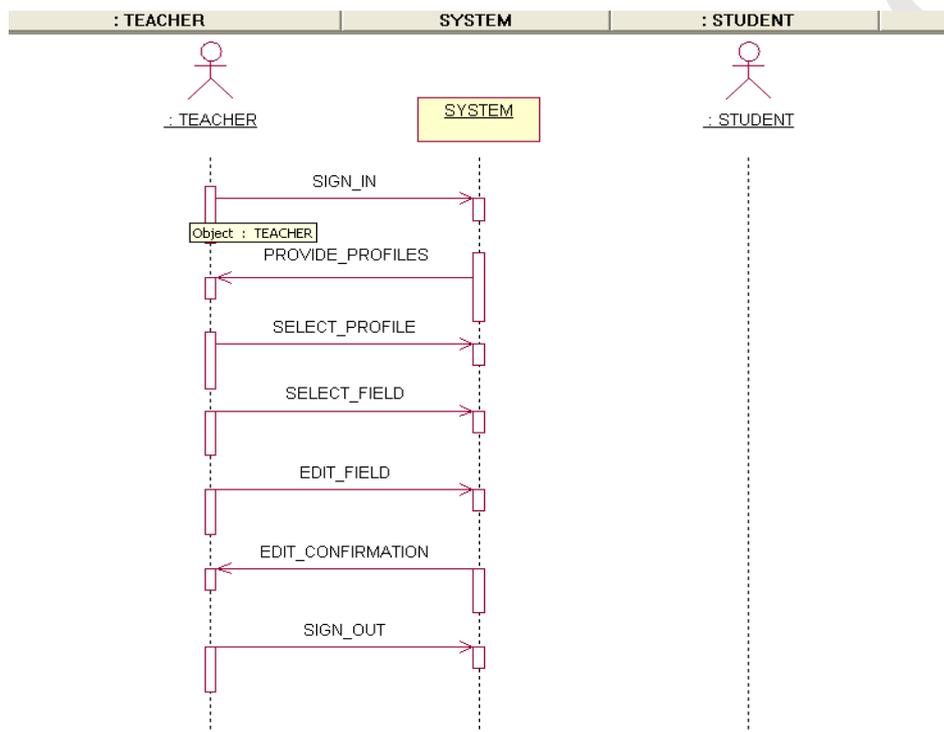 : TEACHER SYSTEM : STUDENT
: TEACHER SYSTEM : STUDENT
SIGN_IN
Object : TEACHER
PROVIDE_PROFILES
SELECT_PROFILE
SELECT_FIELD
EDIT_FIELD
EDIT_CONFIRMATION
SIGN_OUT